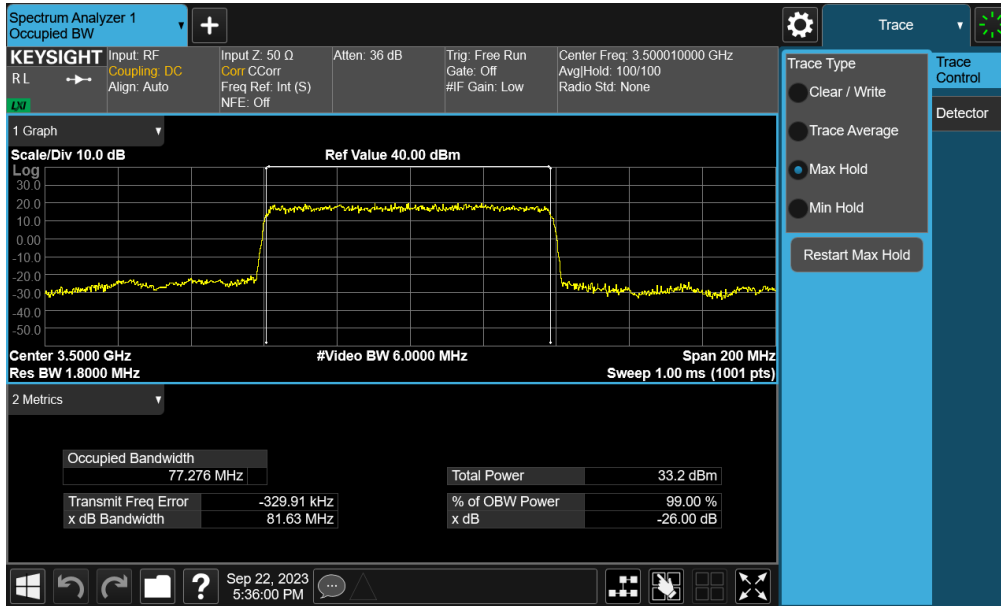 Spectrum Analyzer 1
Occupied BW
+
Trace
KEYSIGHT
R L
LXI
Input: RF
Coupling: DC
Align: Auto
Input Z: 50 Ω
Corr CCorr
Freq Ref: Int (S)
NFE: Off
Atten: 36 dB
Trig: Free Run
Gate: Off
#IF Gain: Low
Center Freq: 3.500010000 GHz
Avg|Hold: 100/100
Radio Std: None
1 Graph
Scale/Div 10.0 dB
Ref Value 40.00 dBm
Log
30.0
20.0
10.0
0.00
-10.0
-20.0
-30.0
-40.0
-50.0
Center 3.5000 GHz
#Video BW 6.0000 MHz
Span 200 MHz
Res BW 1.8000 MHz
Sweep 1.00 ms (1001 pts)
2 Metrics
Occupied Bandwidth
77.276 MHz
Total Power 33.2 dBm
Transmit Freq Error -329.91 kHz
% of OBW Power 99.00 %
x dB Bandwidth 81.63 MHz
x dB -26.00 dB
Trace Type
Clear / Write
Trace Average
Max Hold
Min Hold
Restart Max Hold
Trace
Control
Detector
?
Sep 22, 2023
5:36:00 PM